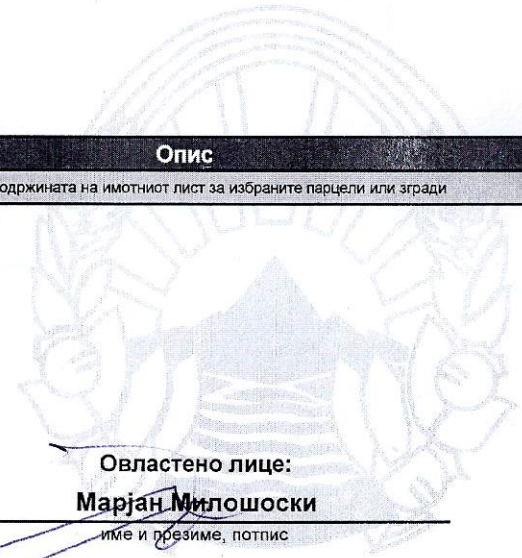 Опис
одржината на имотниот лист за избраните парцели или згради
Овластено лице:
Марјан Милошоски
име и презиме, потпис